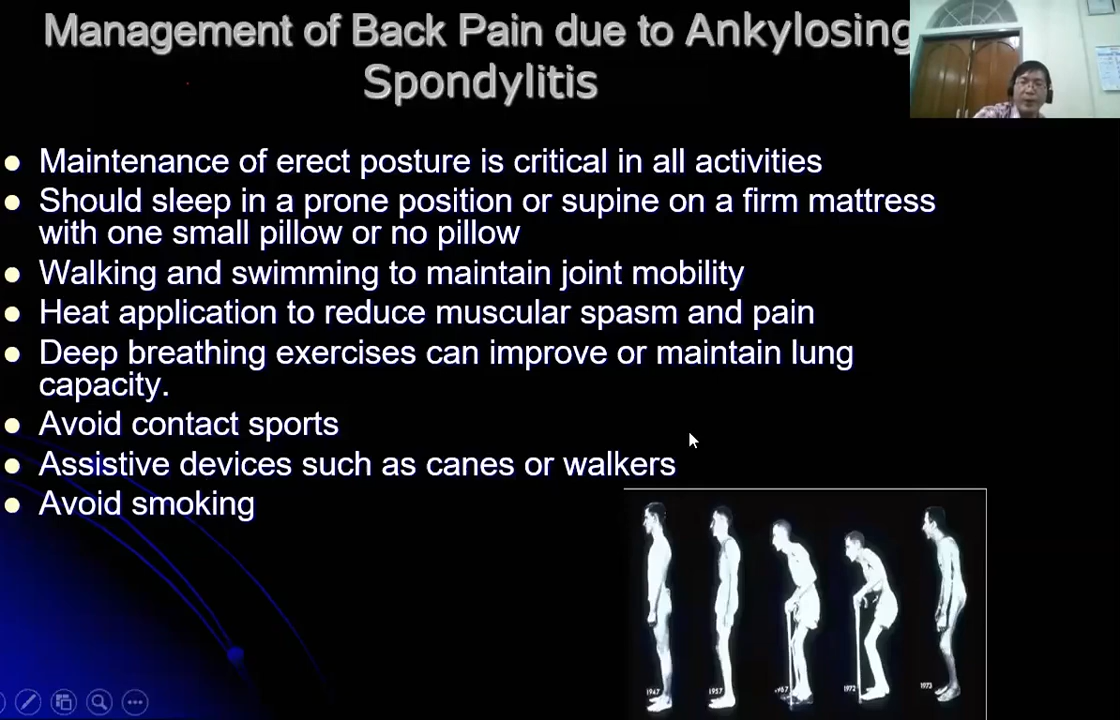 Management of Back Pain due to Ankylosing
Spondylitis
Maintenance of erect posture is critical in all activities
Should sleep in a prone position or supine on a firm mattress
with one small pillow or no pillow
Walking and swimming to maintain joint mobility
Heat application to reduce muscular spasm and pain
Deep breathing exercises can improve or maintain lung
capacity.
Avoid contact sports
Assistive devices such as canes or walkers
Avoid smoking
1947
1957
1967
1972
1973